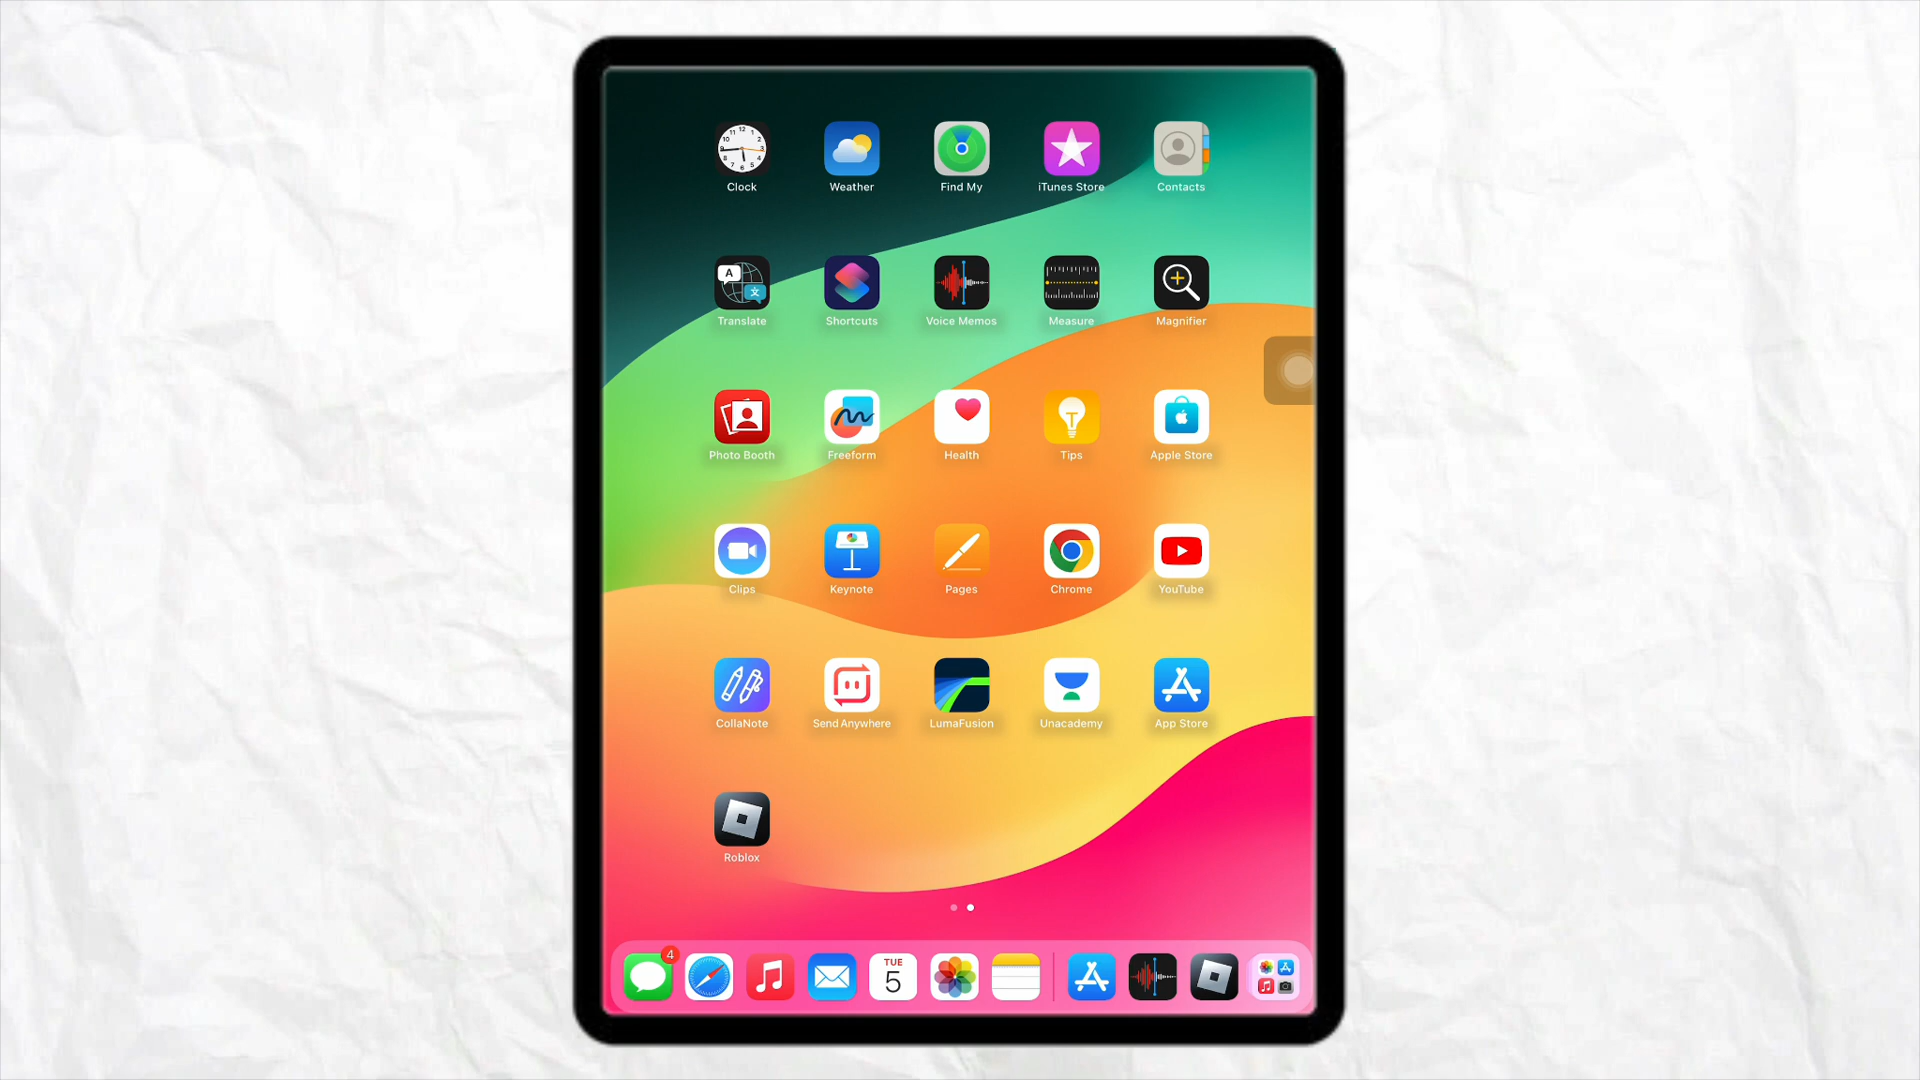 Clock Weather Find My iTunes Store Contacts
Translate Shortcuts Voice Memos Measure Magnifier
Photo Booth Freeform Health Tips Apple Store
Clips Keynote Pages Chrome YouTube
CollaNote Send Anywhere LumaFusion Unacademy App Store
Roblox
4
TUE
5